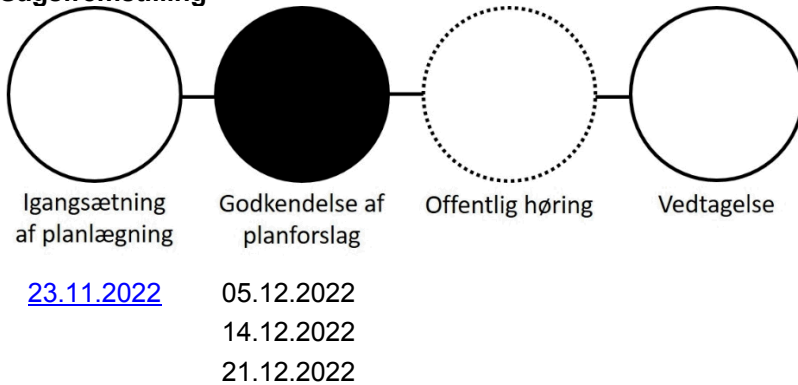 Sagsfremstilling
Igangsætning
af planlægning
Godkendelse af
planforslag
Offentlig høring
Vedtagelse
23.11.2022
05.12.2022
14.12.2022
21.12.2022